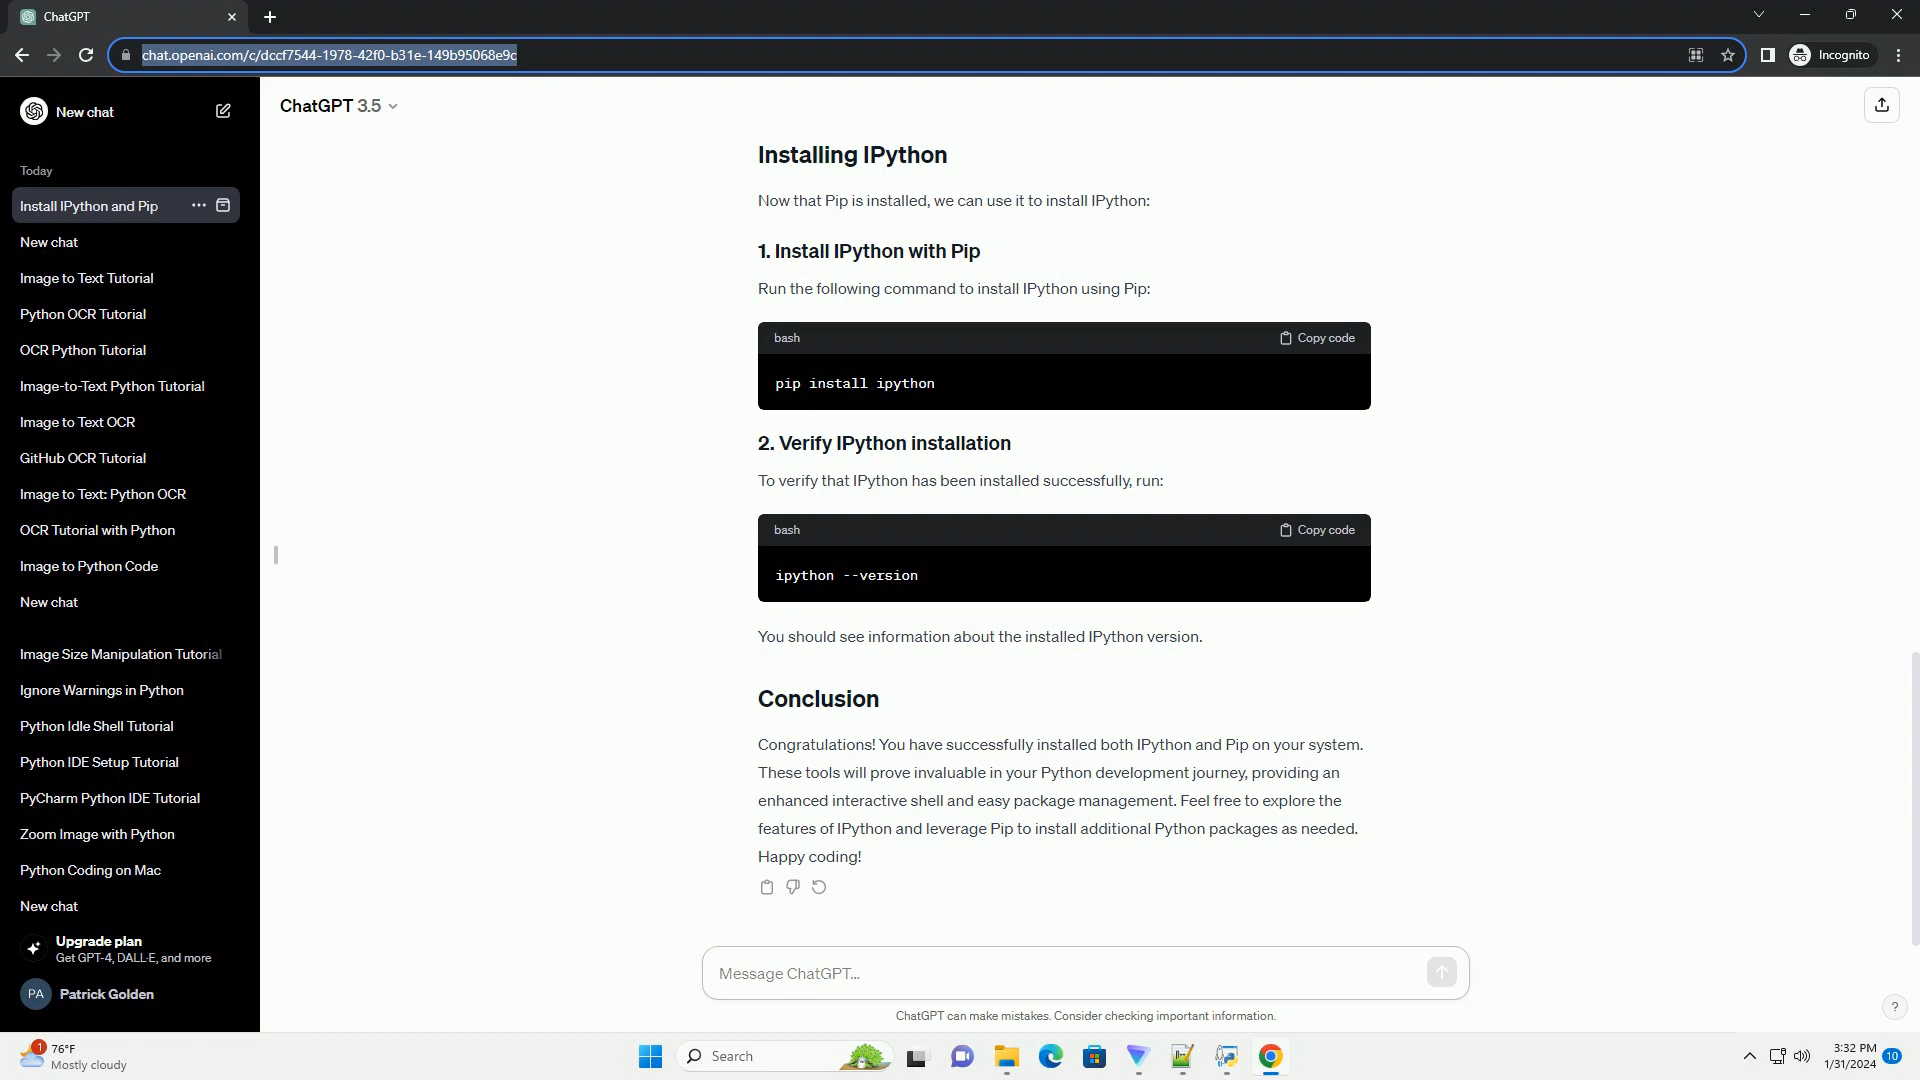 ChatGPT
chat.openai.com/c/dccf7544-1978-42f0-b31e-149b95068e9c
Incognito
New chat
ChatGPT 3.5
Today
Install IPython and Pip
New chat
Image to Text Tutorial
Python OCR Tutorial
OCR Python Tutorial
Image-to-Text Python Tutorial
Image to Text OCR
GitHub OCR Tutorial
Image to Text: Python OCR
OCR Tutorial with Python
Image to Python Code
New chat
Image Size Manipulation Tutorial
Ignore Warnings in Python
Python Idle Shell Tutorial
Python IDE Setup Tutorial
PyCharm Python IDE Tutorial
Zoom Image with Python
Python Coding on Mac
New chat
Upgrade plan
Get GPT-4, DALL·E, and more
PA Patrick Golden
Installing IPython
Now that Pip is installed, we can use it to install IPython:
1. Install IPython with Pip
Run the following command to install IPython using Pip:
bash Copy code
pip install ipython
2. Verify IPython installation
To verify that IPython has been installed successfully, run:
bash Copy code
ipython --version
You should see information about the installed IPython version.
Conclusion
Congratulations! You have successfully installed both IPython and Pip on your system.
These tools will prove invaluable in your Python development journey, providing an
enhanced interactive shell and easy package management. Feel free to explore the
features of IPython and leverage Pip to install additional Python packages as needed.
Happy coding!
Message ChatGPT...
ChatGPT can make mistakes. Consider checking important information.
?
1
76°F
Mostly cloudy
Search
3:32 PM
1/31/2024
10